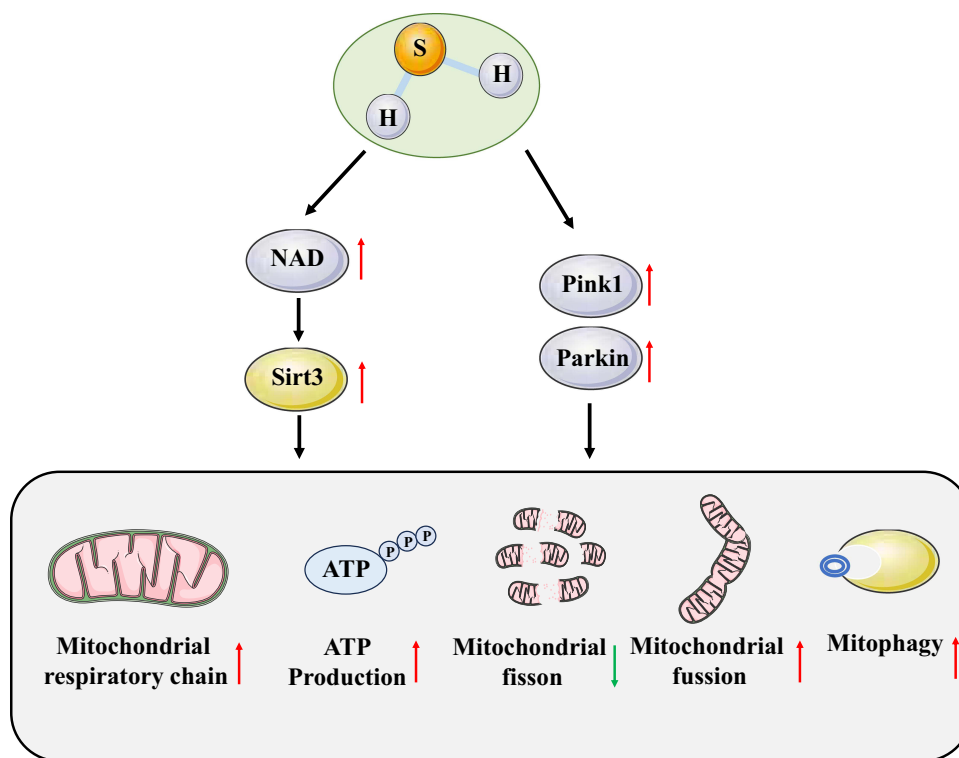 S
H
H
NAD
Pink1
Parkin
Sirt3
P P P
ATP
Mitochondrial
respiratory chain
ATP
Production
Mitochondrial
fisson
Mitochondrial
fussion
Mitophagy